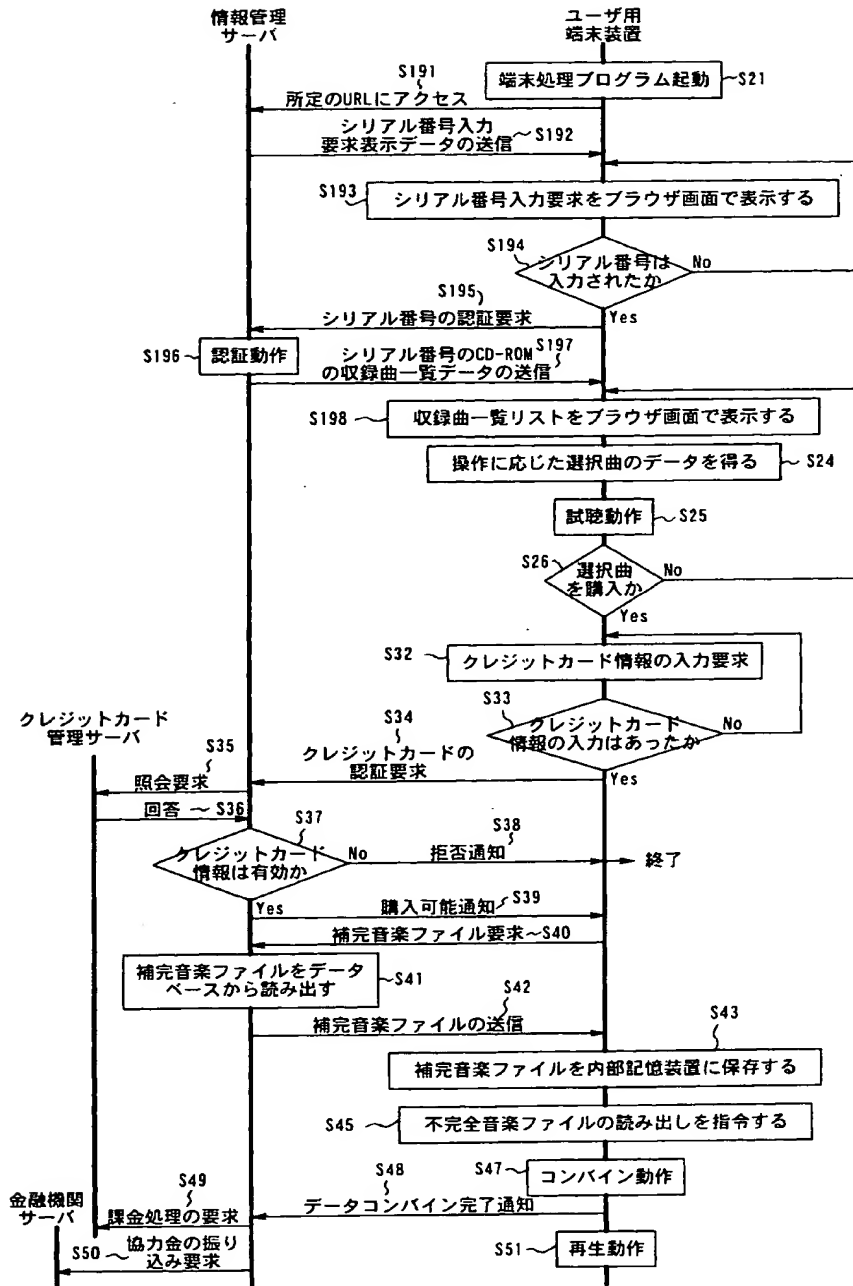 情報管理
サーバ
ユーザ用
端末装置
端末処理プログラム起動
S21
S191
所定のURLにアクセス
シリアル番号入力
要求表示データの送信
S192
S193
シリアル番号入力要求をブラウザ画面で表示する
S194
シリアル番号は
入力されたか
No
Yes
S195
シリアル番号の認証要求
S196
認証動作
シリアル番号のCD-ROM
の収録曲一覧データの送信
S197
S198
収録曲一覧リストをブラウザ画面で表示する
操作に応じた選択曲のデータを得る
S24
試聴動作
S25
S26
選択曲
を購入か
No
Yes
S32
クレジットカード情報の入力要求
S33
クレジットカード
情報の入力はあったか
No
Yes
クレジットカード
管理サーバ
S34
クレジットカードの
認証要求
S35
照会要求
回答
S36
S37
クレジットカード
情報は有効か
No
Yes
S38
拒否通知
終了
購入可能通知
S39
補完音楽ファイル要求
S40
補完音楽ファイルをデータ
ベースから読み出す
S41
S42
補完音楽ファイルの送信
S43
補完音楽ファイルを内部記憶装置に保存する
S45
不完全音楽ファイルの読み出しを指令する
S47
コンバイン動作
S48
データコンバイン完了通知
金融機関
サーバ
S49
課金処理の要求
S50
協力金の振り
込み要求
S51
再生動作